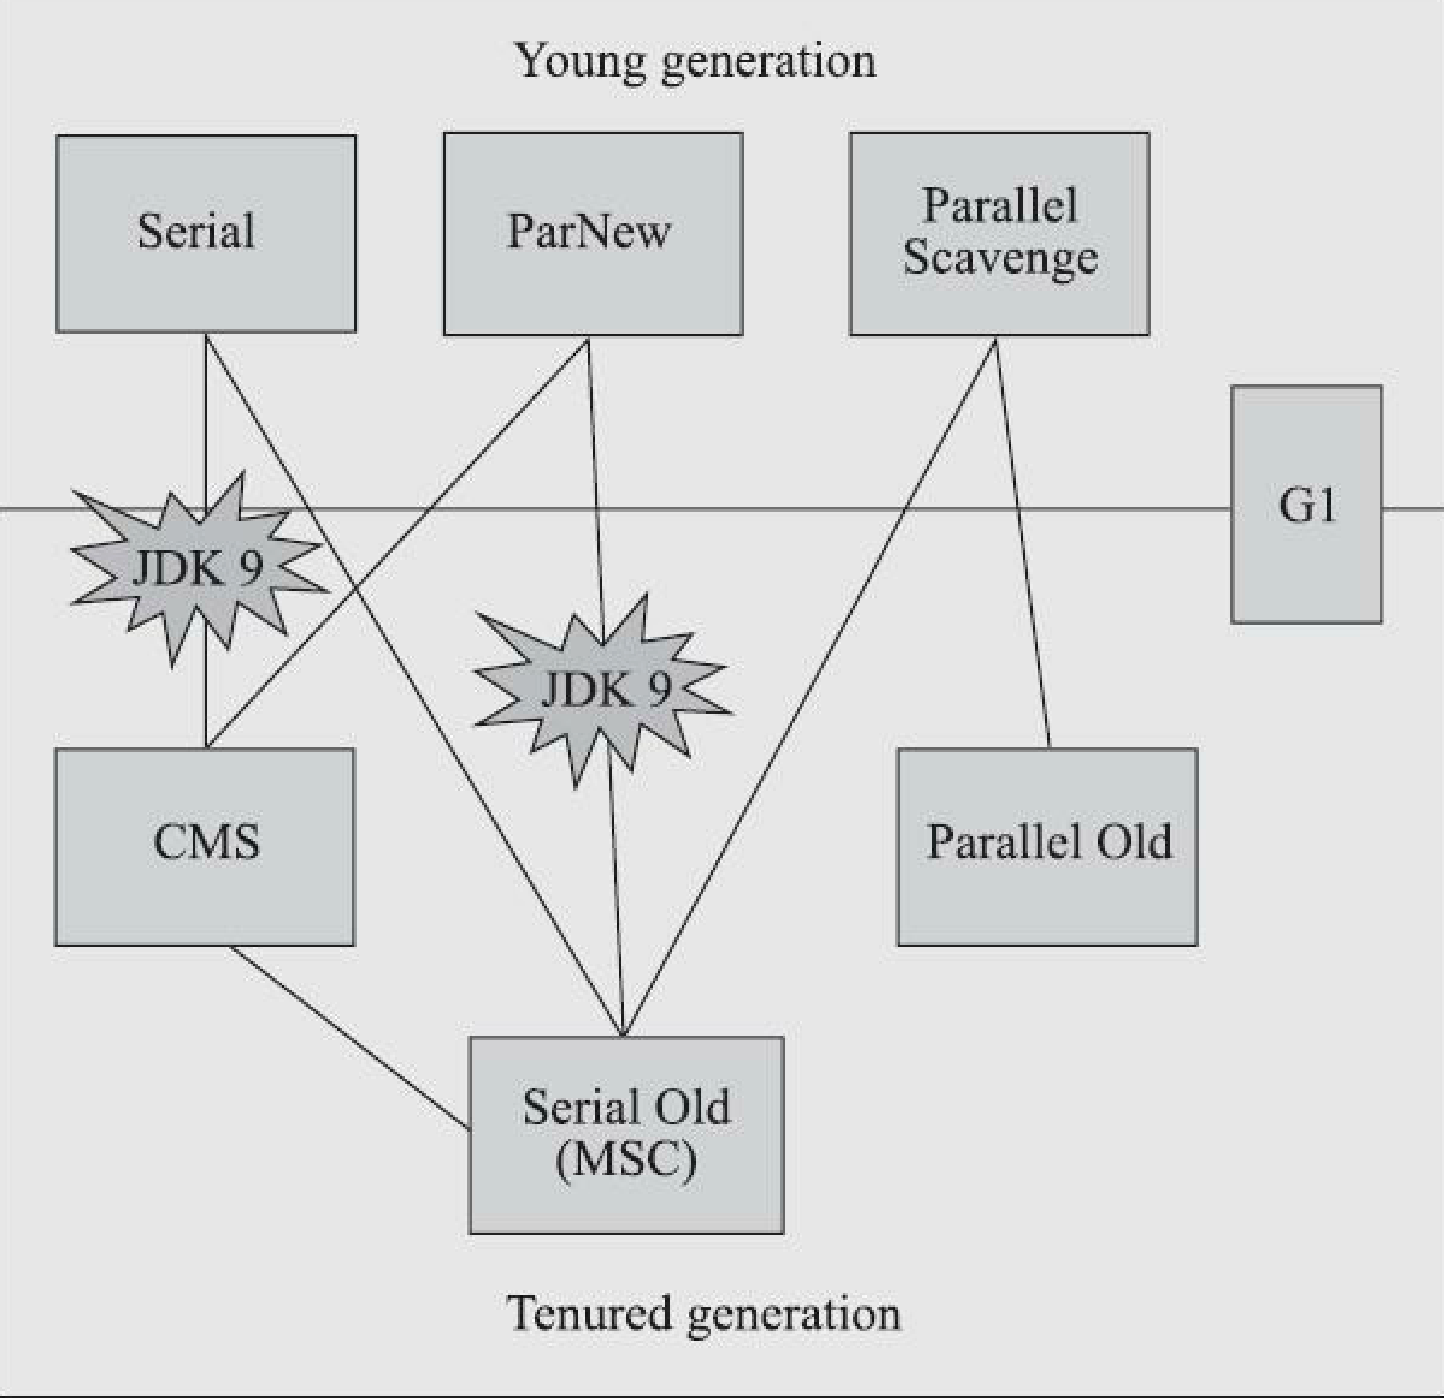 Young generation
Serial
ParNew
Parallel
Scavenge
G1
JDK 9
JDK 9
CMS
Parallel Old
Serial Old
(MSC)
Tenured generation